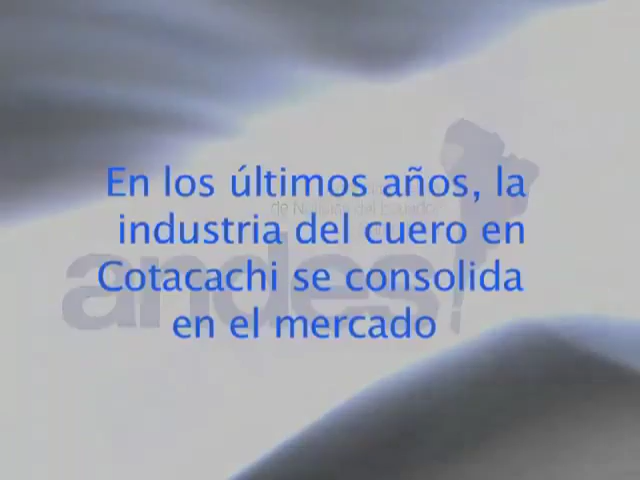 En los últimos años, la
industria del cuero en
Cotacachi se consolida
en el mercado
andes